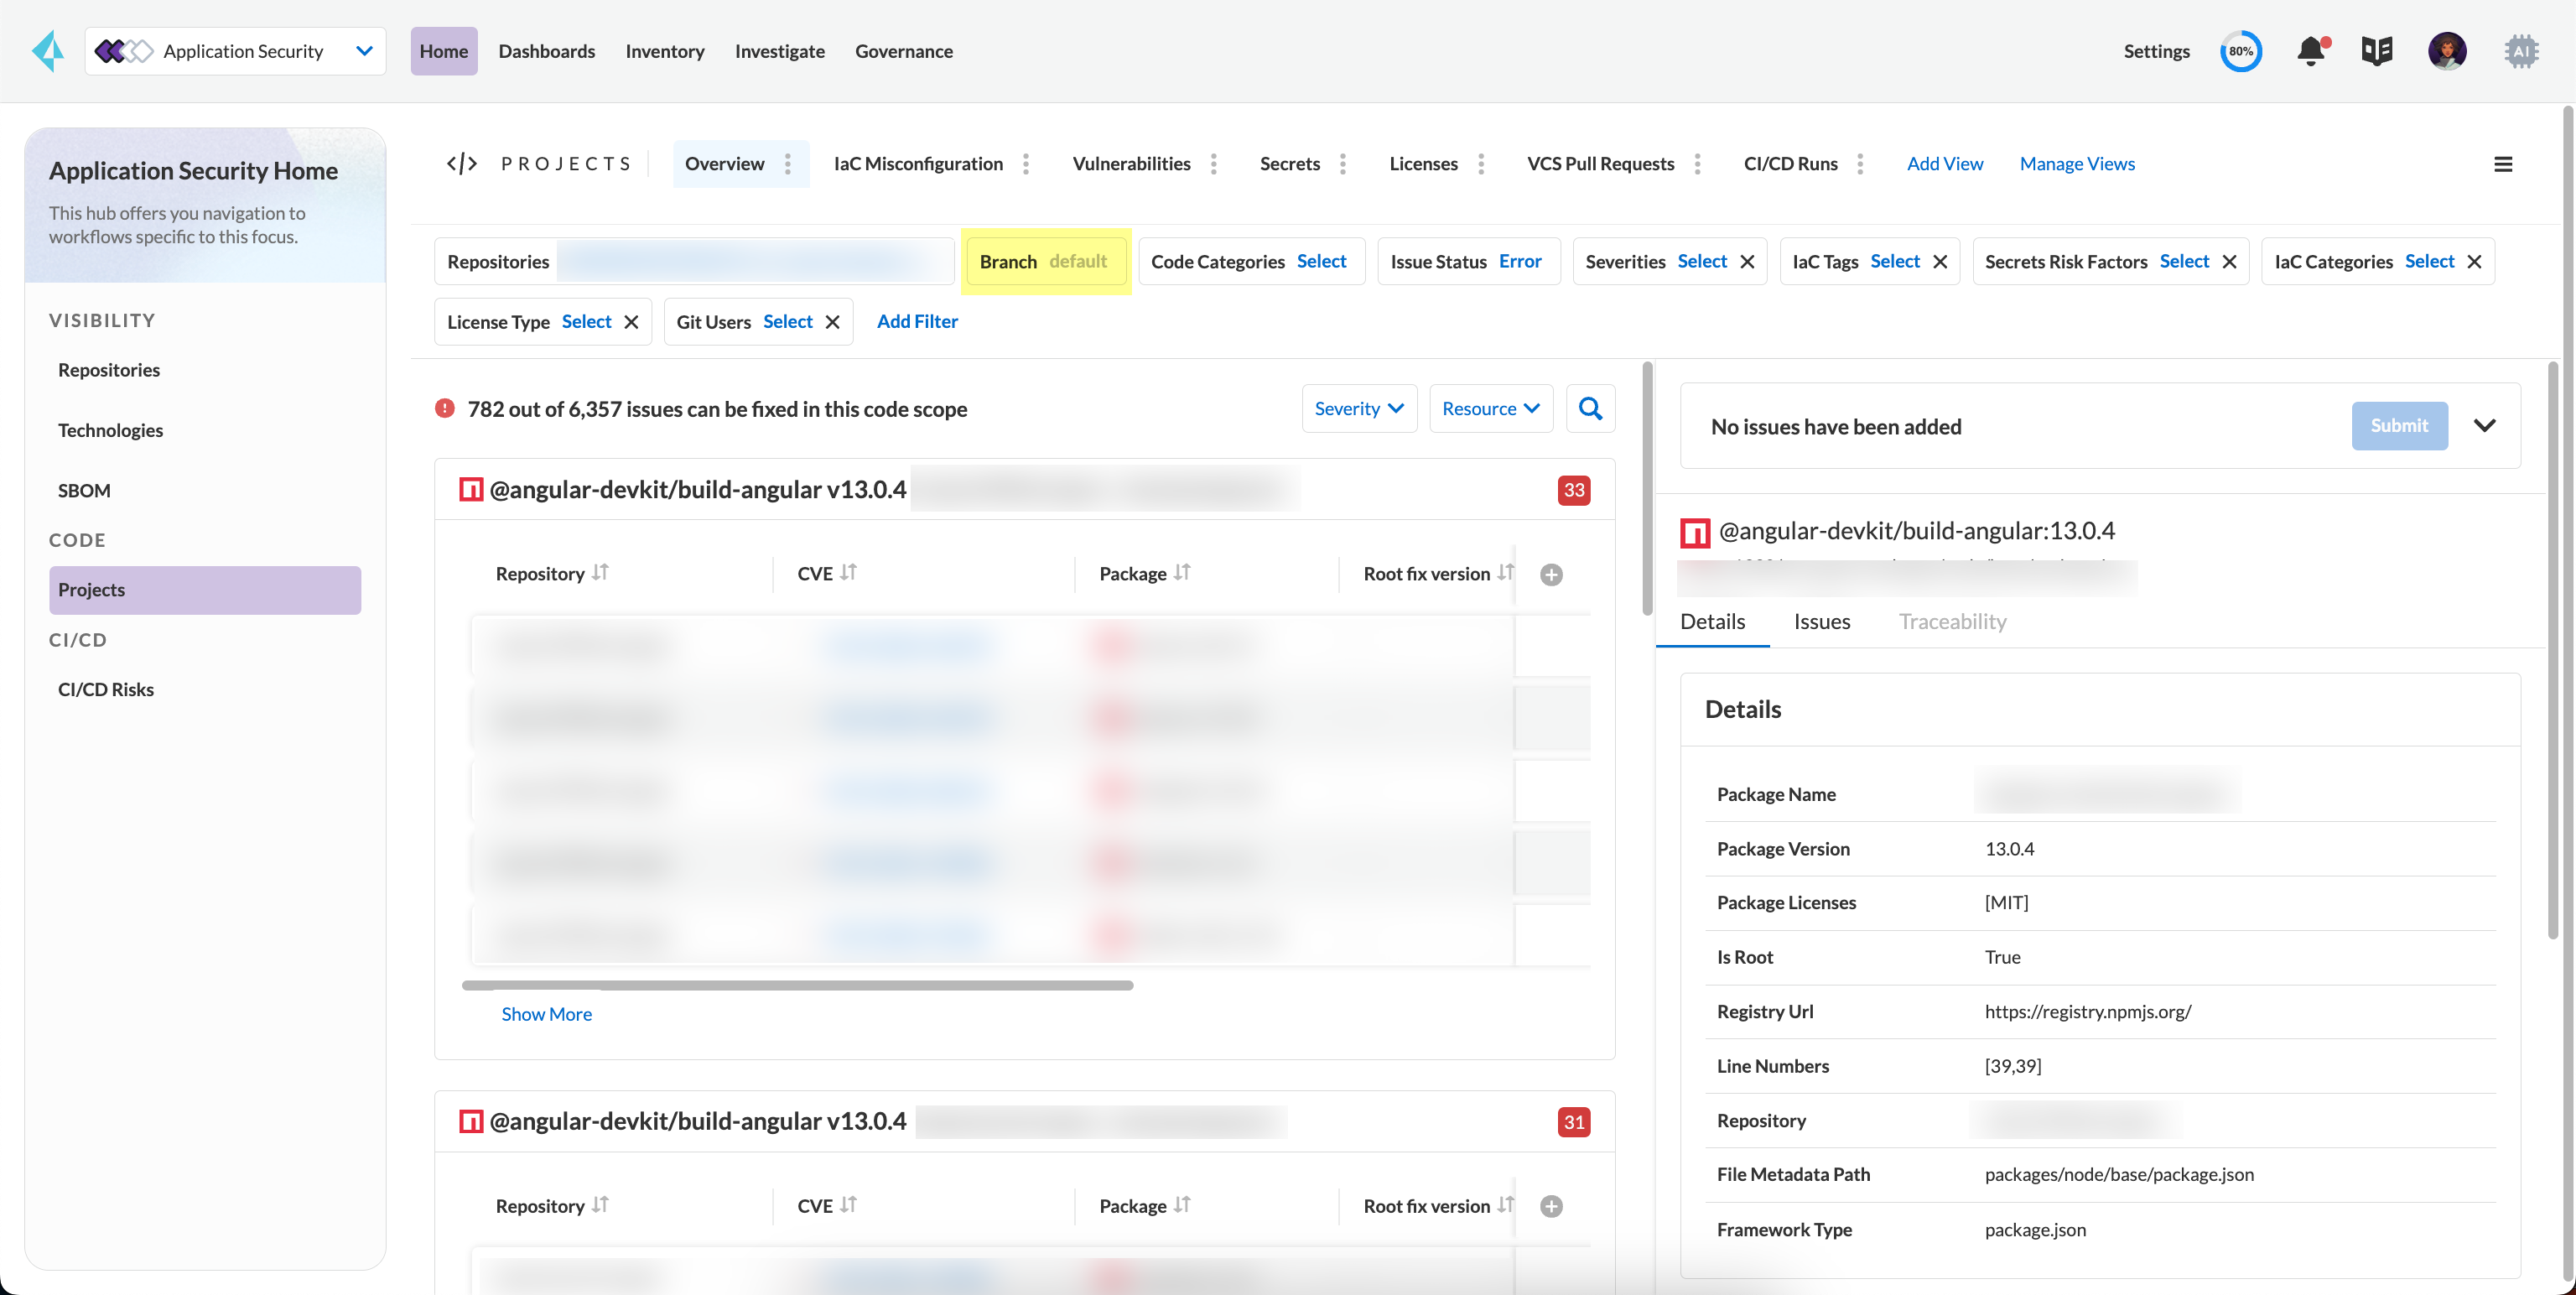 Application Security
Home
Dashboards
Inventory
Investigate
Governance
Settings
80%
AI
Application Security Home
This hub offers you navigation to
workflows specific to this focus.
VISIBILITY
Repositories
Technologies
SBOM
CODE
Projects
CI/CD
CI/CD Risks
</> PROJECTS
Overview
IaC Misconfiguration
Vulnerabilities
Secrets
Licenses
VCS Pull Requests
CI/CD Runs
Add View
Manage Views
Repositories
Branch default
Code Categories Select
Issue Status Error
Severities Select
IaC Tags Select
Secrets Risk Factors Select
IaC Categories Select
License Type Select
Git Users Select
Add Filter
782 out of 6,357 issues can be fixed in this code scope
Severity
Resource
@angular-devkit/build-angular v13.0.4
33
Repository
CVE
Package
Root fix version
Show More
@angular-devkit/build-angular v13.0.4
31
Repository
CVE
Package
Root fix version
No issues have been added
Submit
@angular-devkit/build-angular:13.0.4
Details
Issues
Traceability
Details
Package Name
Package Version 13.0.4
Package Licenses [MIT]
Is Root True
Registry Url https://registry.npmjs.org/
Line Numbers [39,39]
Repository
File Metadata Path packages/node/base/package.json
Framework Type package.json